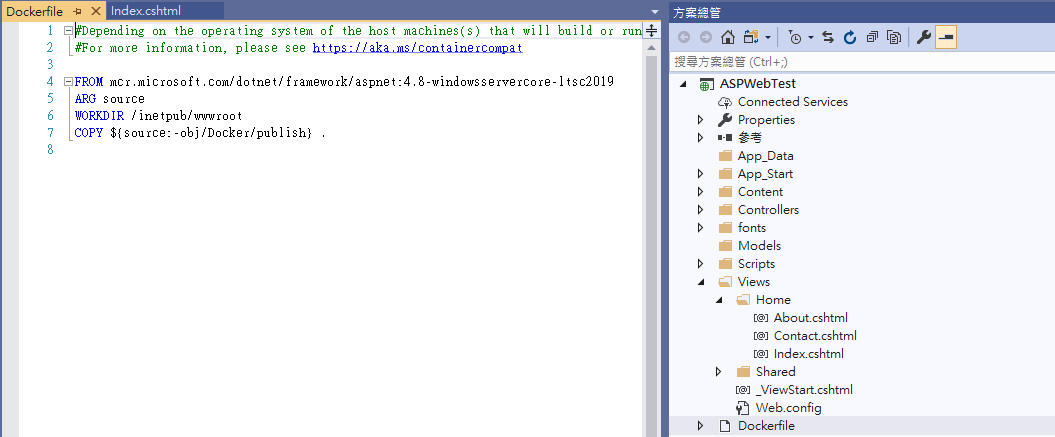 Dockerfile
Index.cshtml
1 #Depending on the operating system of the host machines(s) that will build or run
2 #For more information, please see https://aka.ms/containercompat
3
4 FROM mcr.microsoft.com/dotnet/framework/aspnet:4.8-windowsservercore-ltsc2019
5 ARG source
6 WORKDIR /inetpub/wwwroot
7 COPY ${source:-obj/Docker/publish} .
8
方案總管
搜尋方案總管 (Ctrl+;)
ASPWebTest
Connected Services
Properties
參考
App_Data
App_Start
Content
Controllers
fonts
Models
Scripts
Views
Home
About.cshtml
Contact.cshtml
Index.cshtml
Shared
_ViewStart.cshtml
Web.config
Dockerfile